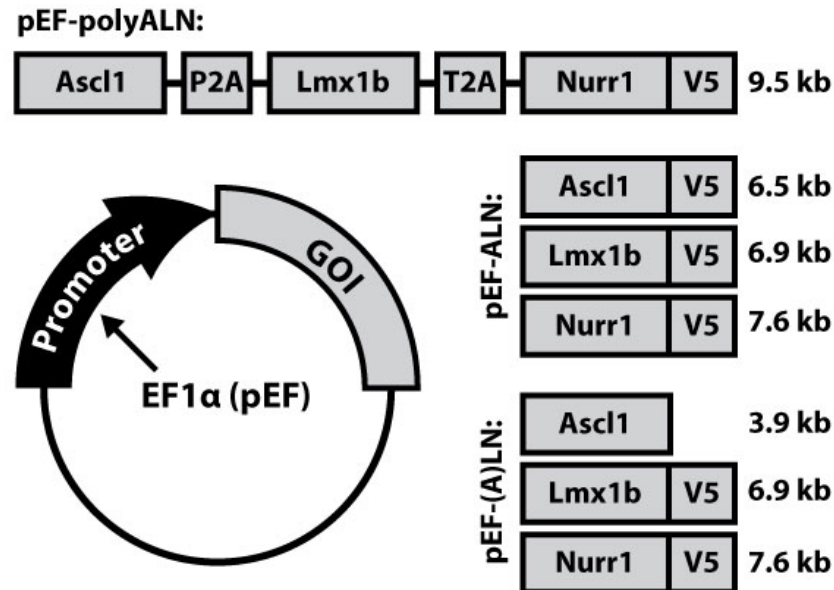 pEF-polyALN:
Ascl1 P2A Lmx1b T2A Nurr1 V5 9.5 kb
Promoter
GOI
EF1α (pEF)
pEF-ALN:
Ascl1 V5 6.5 kb
Lmx1b V5 6.9 kb
Nurr1 V5 7.6 kb
pEF-(A)LN:
Ascl1 3.9 kb
Lmx1b V5 6.9 kb
Nurr1 V5 7.6 kb